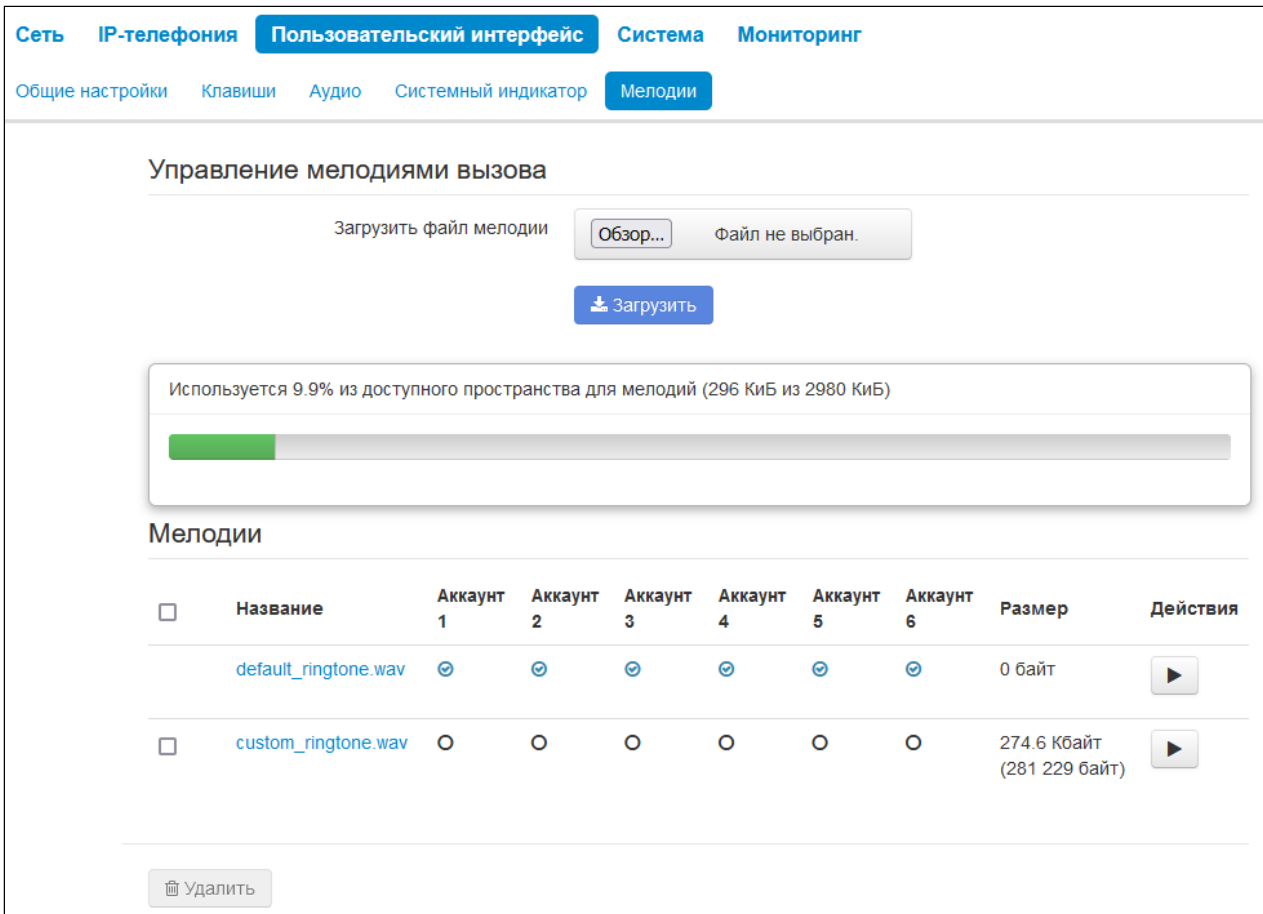 Сеть IP-телефония Пользовательский интерфейс Система Мониторинг
Общие настройки Клавиши Аудио Системный индикатор Мелодии
Управление мелодиями вызова
Загрузить файл мелодии Обзор... Файл не выбран.
Загрузить
Используется 9.9% из доступного пространства для мелодий (296 КиБ из 2980 КиБ)
Мелодии
Название Аккаунт 1 Аккаунт 2 Аккаунт 3 Аккаунт 4 Аккаунт 5 Аккаунт 6 Размер Действия
default_ringtone.wav 0 байт
custom_ringtone.wav 274.6 Кбайт
(281 229 байт)
Удалить